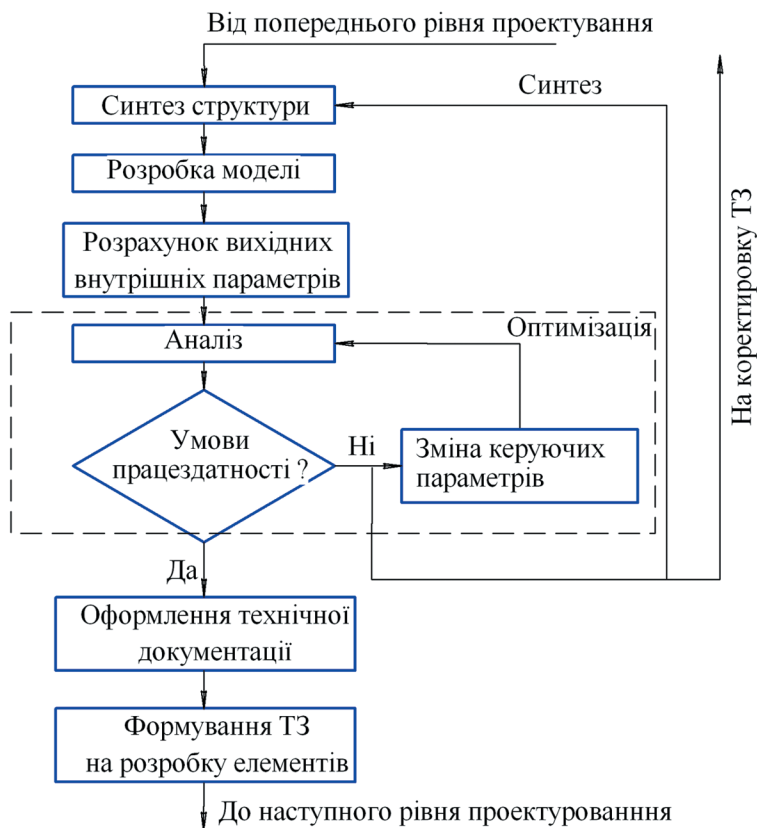 Від попереднього рівня проектування
Синтез
Синтез структури
Розробка моделі
Розрахунок вихідних
внутрішніх параметрів
На коректировку ТЗ
Оптимізація
Аналіз
Умови
працездатності ?
Ні
Зміна керуючих
параметрів
Да
Оформлення технічної
документації
Формування ТЗ
на розробку елементів
До наступного рівня проектурованння